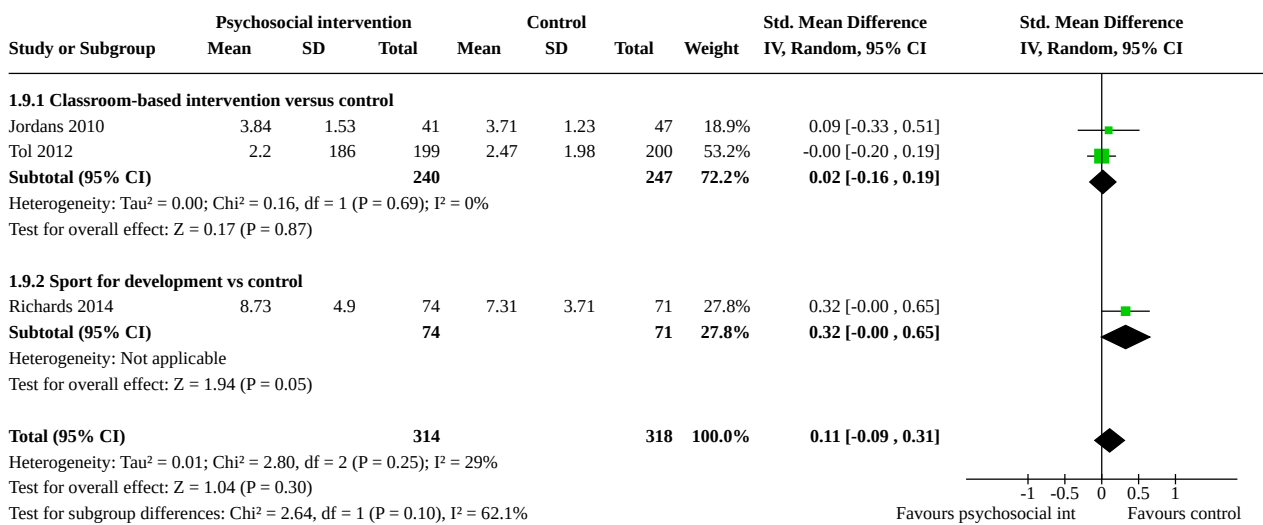 Psychosocial intervention Control Std. Mean Difference Std. Mean Difference
Study or Subgroup Mean SD Total Mean SD Total Weight IV, Random, 95% CI IV, Random, 95% CI
1.9.1 Classroom-based intervention versus control
Jordans 2010 3.84 1.53 41 3.71 1.23 47 18.9% 0.09 [-0.33 , 0.51]
Tol 2012 2.2 186 199 2.47 1.98 200 53.2% -0.00 [-0.20 , 0.19]
Subtotal (95% CI) 240 247 72.2% 0.02 [-0.16 , 0.19]
Heterogeneity: Tau² = 0.00; Chi² = 0.16, df = 1 (P = 0.69); I² = 0%
Test for overall effect: Z = 0.17 (P = 0.87)
1.9.2 Sport for development vs control
Richards 2014 8.73 4.9 74 7.31 3.71 71 27.8% 0.32 [-0.00 , 0.65]
Subtotal (95% CI) 74 71 27.8% 0.32 [-0.00 , 0.65]
Heterogeneity: Not applicable
Test for overall effect: Z = 1.94 (P = 0.05)
Total (95% CI) 314 318 100.0% 0.11 [-0.09 , 0.31]
Heterogeneity: Tau² = 0.01; Chi² = 2.80, df = 2 (P = 0.25); I² = 29%
Test for overall effect: Z = 1.04 (P = 0.30)
-1 -0.5 0 0.5 1
Test for subgroup differences: Chi² = 2.64, df = 1 (P = 0.10), I² = 62.1%
Favours psychosocial int Favours control